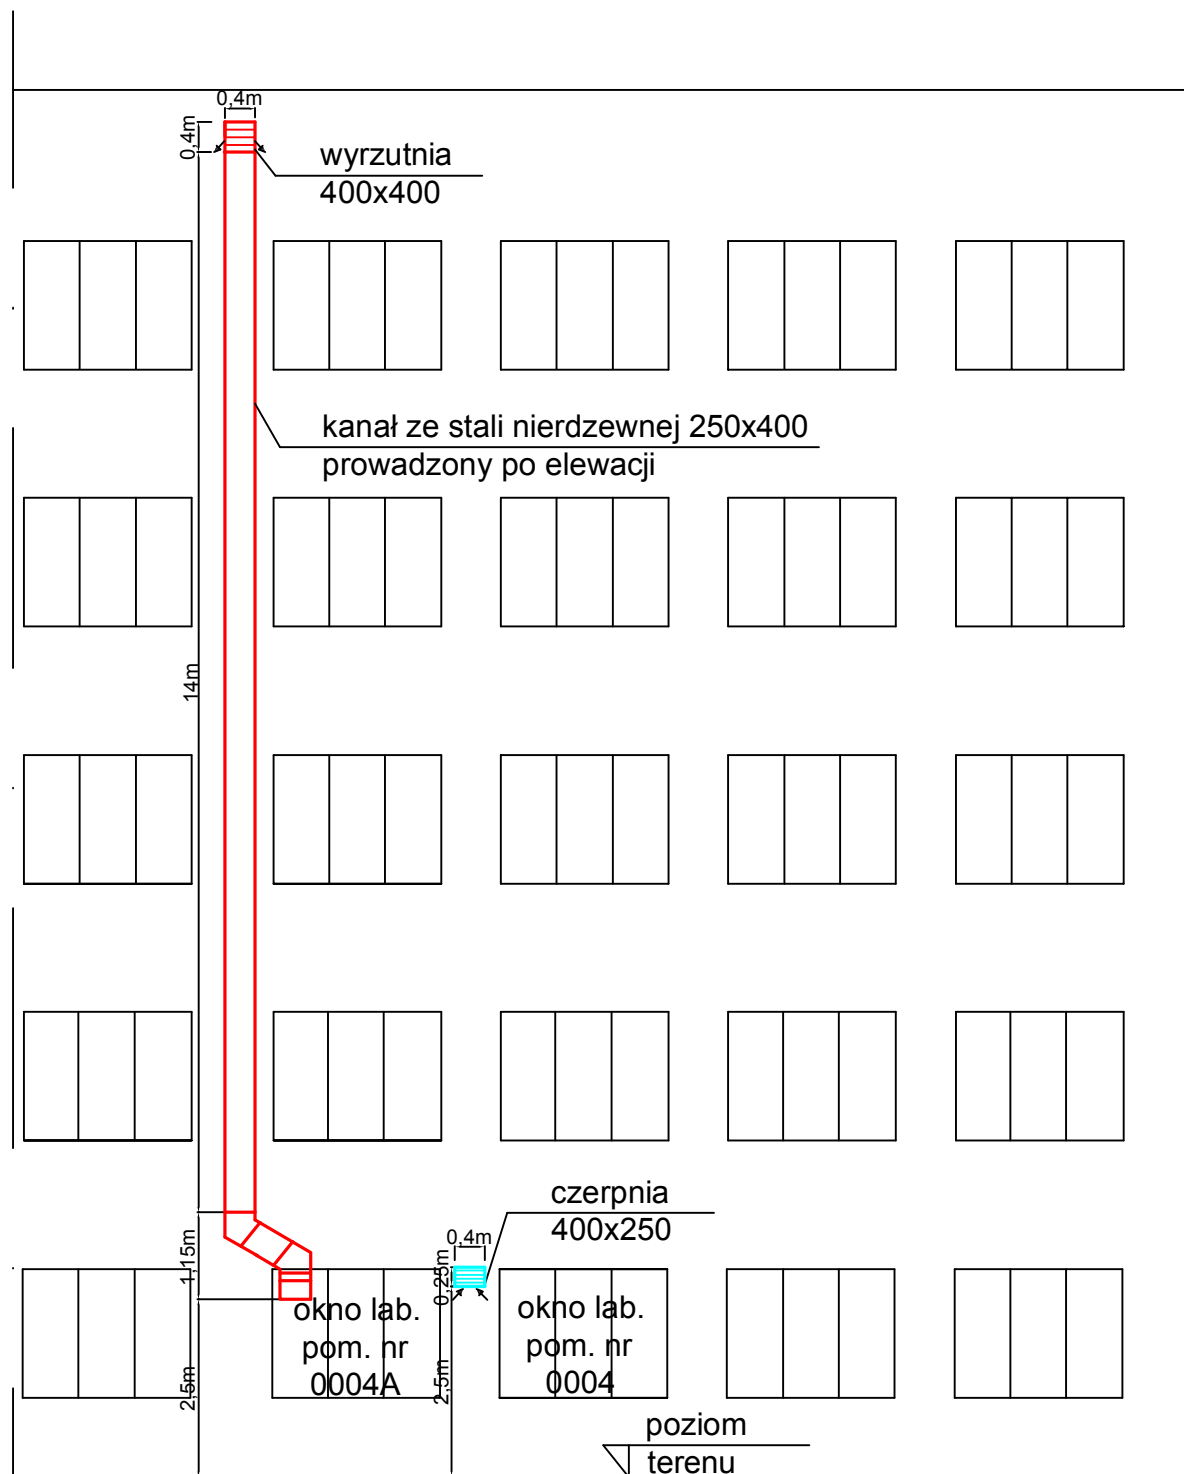 0,4m
0,4m
wyrzutnia
400x400
kanał ze stali nierdzewnej 250x400
prowadzony po elewacji
14m
czerpnia
400x250
0,4m
1,15m
0,25m
okno lab.
pom. nr
0004A
okno lab.
pom. nr
0004
2,5m
2,5m
poziom
terenu